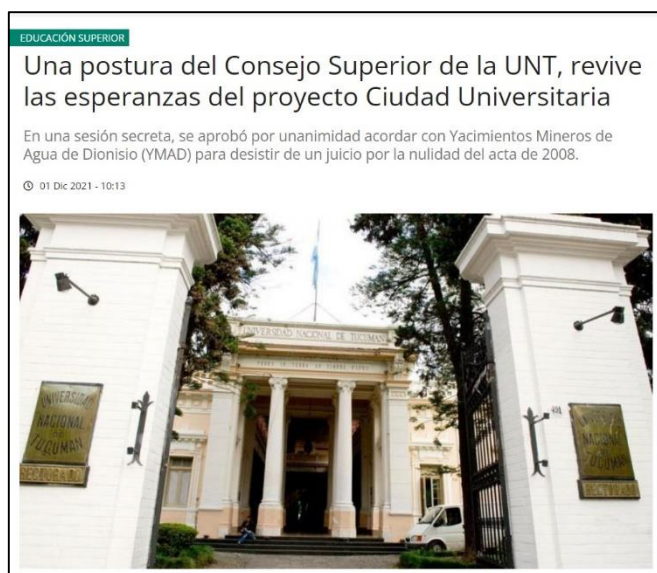 EDUCACIÓN SUPERIOR
Una postura del Consejo Superior de la UNT, revive
las esperanzas del proyecto Ciudad Universitaria
En una sesión secreta, se aprobó por unanimidad acordar con Yacimientos Mineros de
Agua de Dionisio (YMAD) para desistir de un juicio por la nulidad del acta de 2008.
01 Dic 2021 - 10:13
UNIVERSIDAD NACIONAL DE TUCUMAN
UNIVERSIDAD
NACIONAL
DE
TUCUMAN
RECTORADO
491
UNIVERSIDAD
NACIONAL
DE
TUCUMAN
RECTORADO